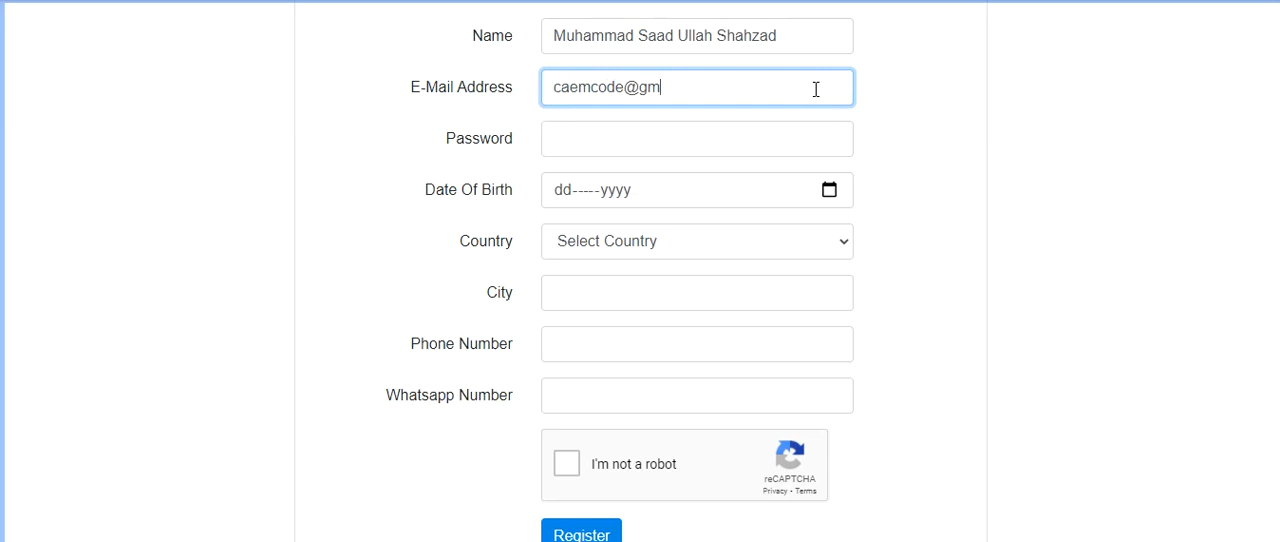 Name Muhammad Saad Ullah Shahzad
E-Mail Address caemcode@gm
Password
Date Of Birth dd-----yyyy
Country Select Country
City
Phone Number
Whatsapp Number
I'm not a robot
reCAPTCHA
Privacy - Terms
Register